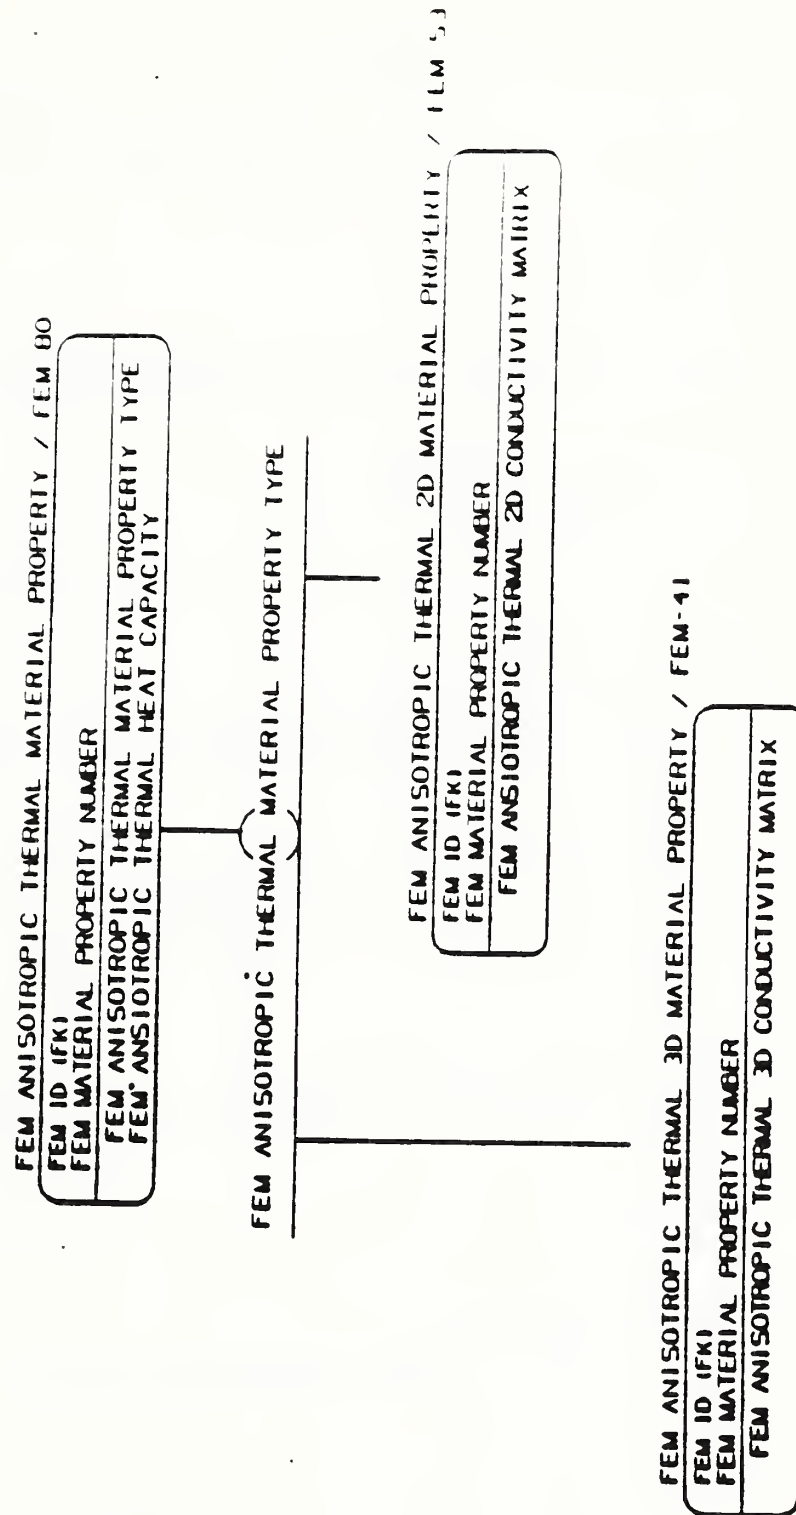 FEM ANISOTROPIC THERMAL MATERIAL PROPERTY / FEM 80
FEM ID (FK)
FEM MATERIAL PROPERTY NUMBER
FEM ANISOTROPIC THERMAL MATERIAL PROPERTY TYPE
FEM ANSIOTROPIC THERMAL HEAT CAPACITY
FEM ANISOTROPIC THERMAL MATERIAL PROPERTY TYPE
FEM ANISOTROPIC THERMAL 2D MATERIAL PROPERTY / FEM 53
FEM ID (FK)
FEM MATERIAL PROPERTY NUMBER
FEM ANSIOTROPIC THERMAL 2D CONDUCTIVITY MATRIX
FEM ANISOTROPIC THERMAL 3D MATERIAL PROPERTY / FEM-41
FEM ID (FK)
FEM MATERIAL PROPERTY NUMBER
FEM ANISOTROPIC THERMAL 3D CONDUCTIVITY MATRIX